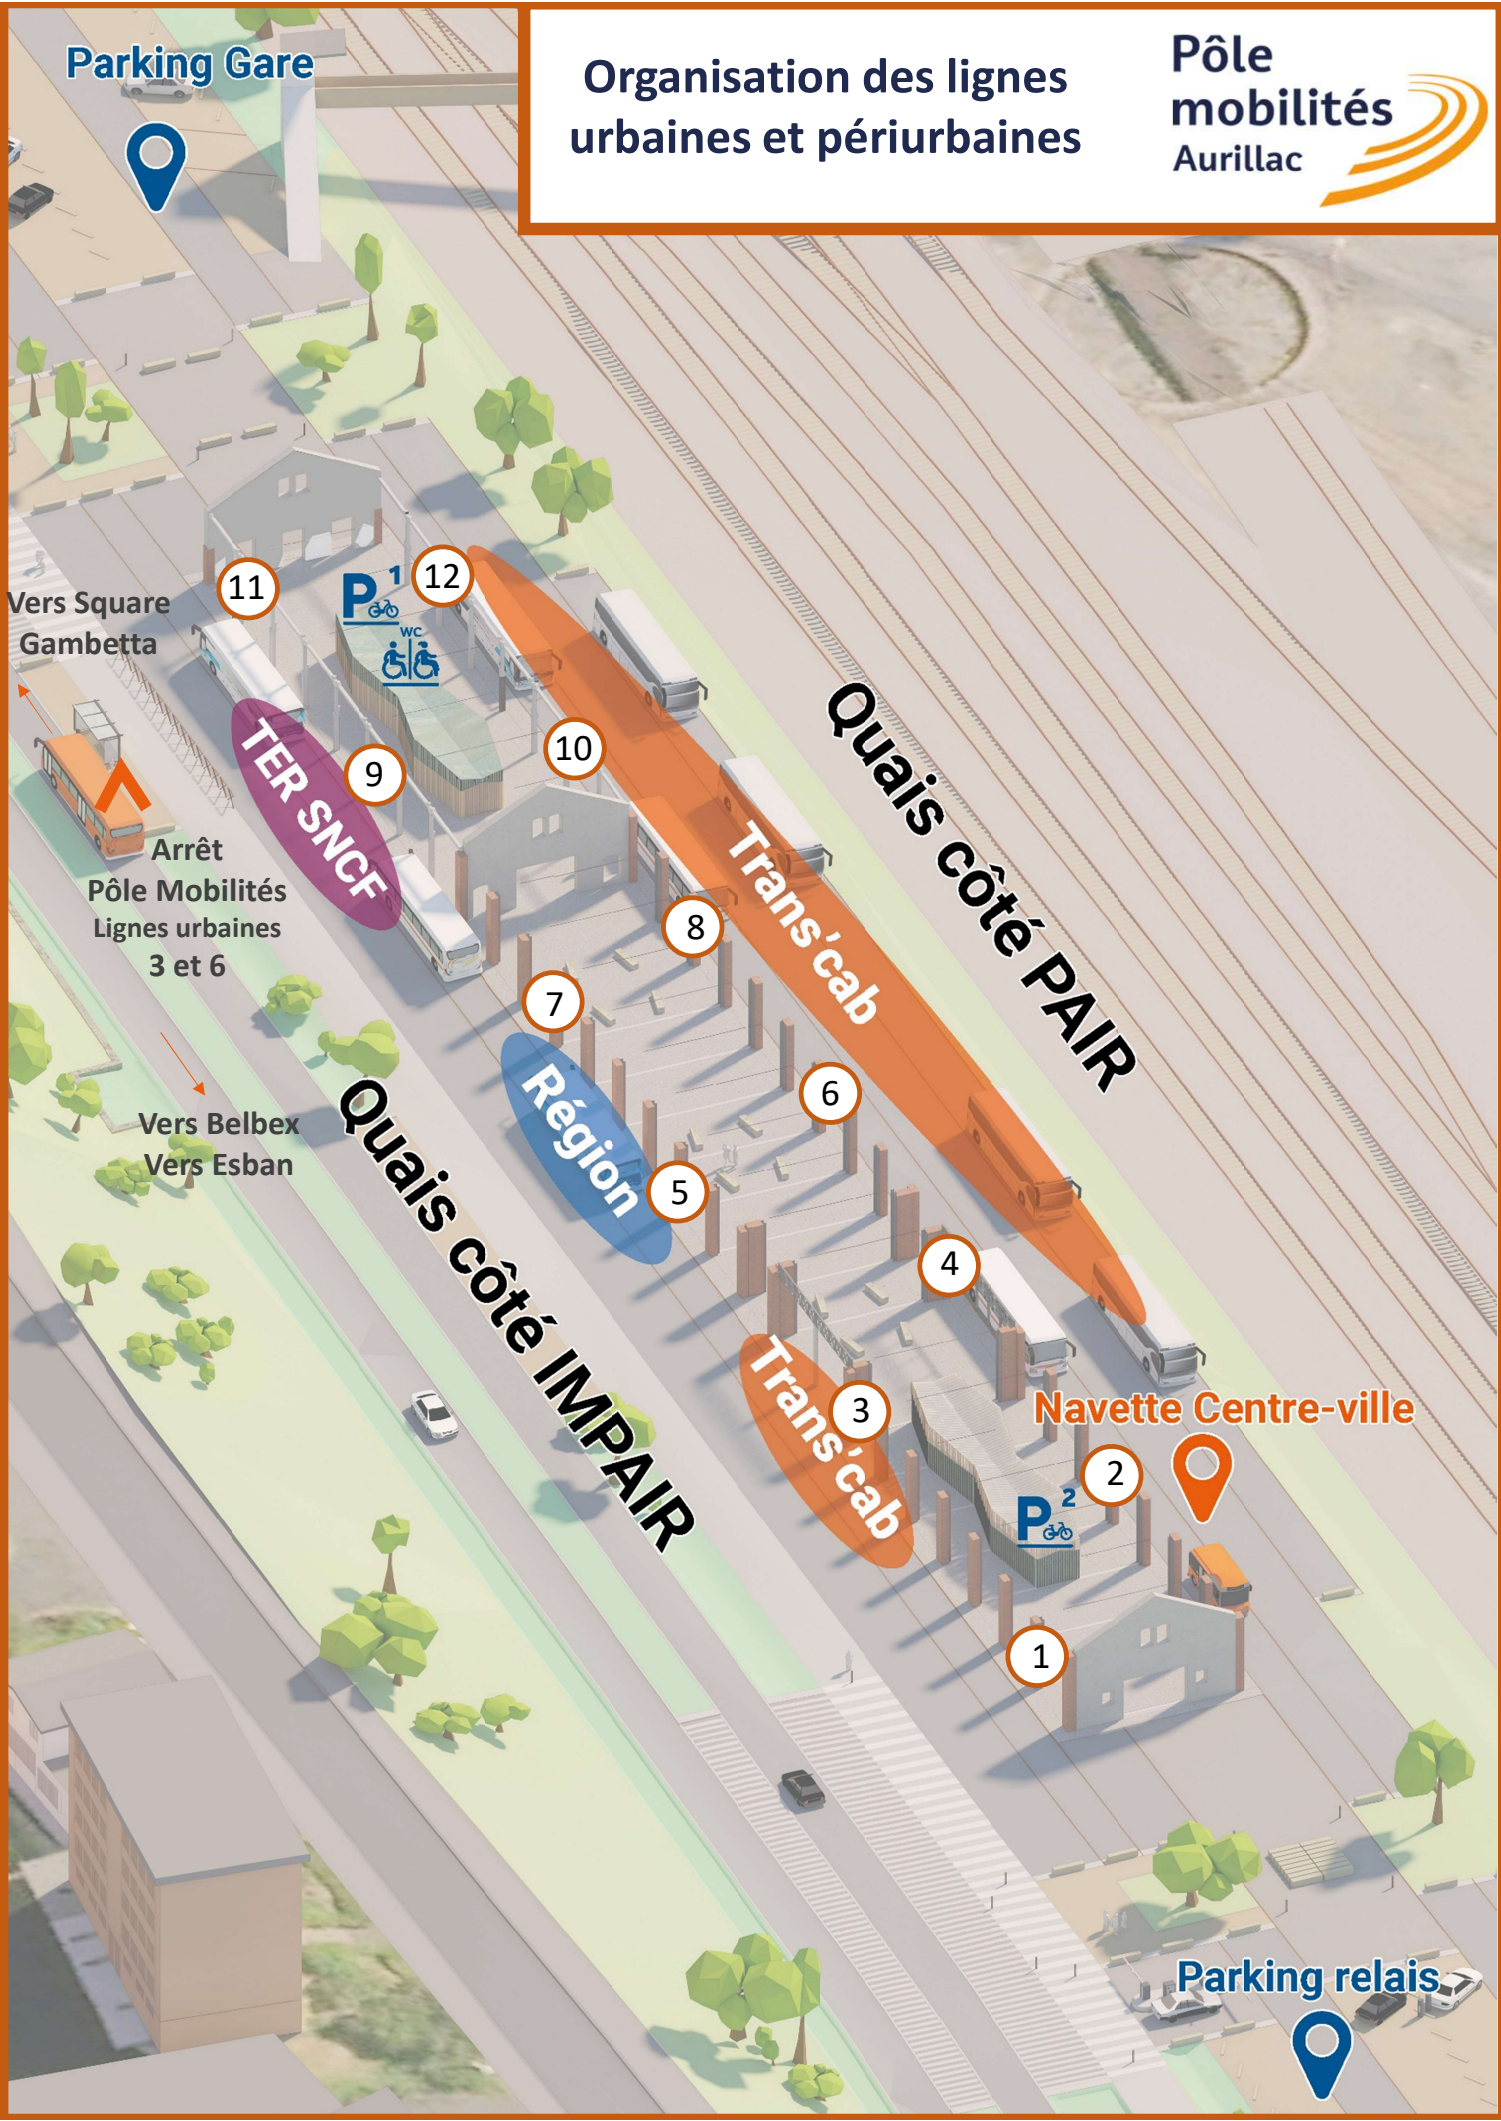 Parking Gare
Organisation des lignes
urbaines et périurbaines
Pôle
mobilités
Aurillac
11
P 1
WC
12
Vers Square
Gambetta
TER SNCF
9
10
Quais côté PAIR
Arrêt
Pôle Mobilités
Lignes urbaines
3 et 6
Trans'cab
8
7
Vers Belbex
Vers Esban
Région
6
5
Quais côté IMPAIR
4
Trans'cab
3
Navette Centre-ville
2
P 2
1
Parking relais